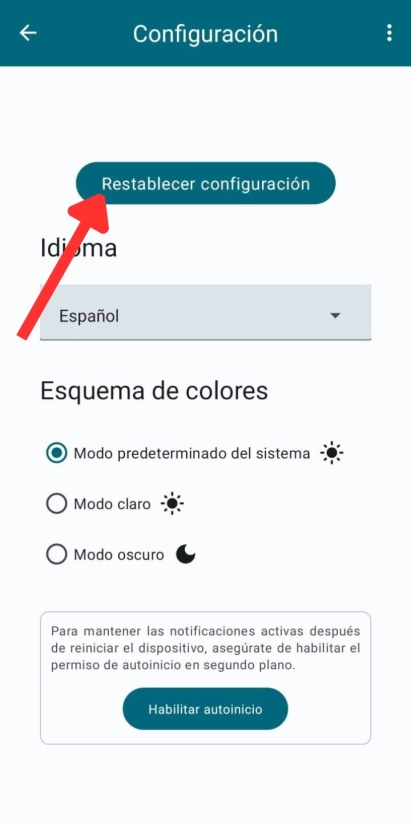 Configuración
Restablecer configuración
Idioma
Español
Esquema de colores
Modo predeterminado del sistema
Modo claro
Modo oscuro
Para mantener las notificaciones activas después
de reiniciar el dispositivo, asegúrate de habilitar el
permiso de autoinicio en segundo plano.
Habilitar autoinicio